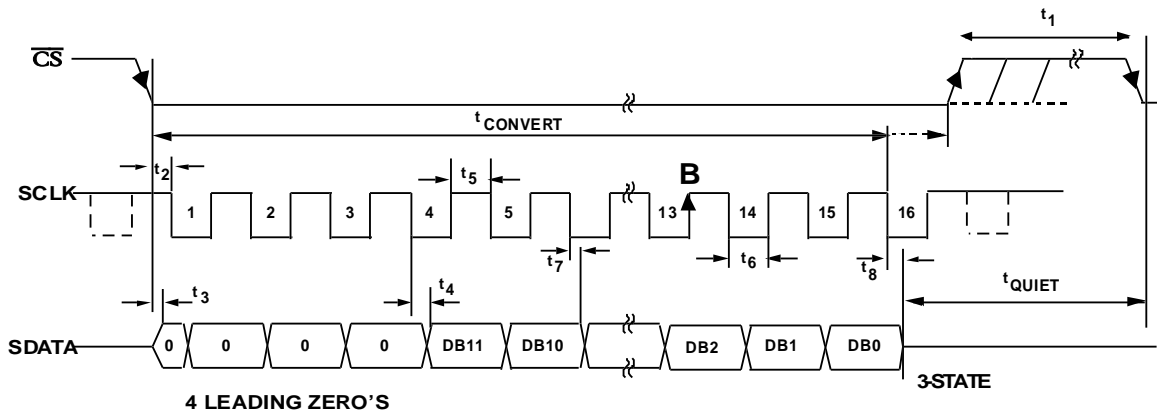 t1
CS
tCONVERT
t2 t5 B
SCLK 1 2 3 4 5 13 14 15 16
t7 t6 t8
t3 t4 tQUIET
SDATA 0 0 0 0 DB11 DB10 DB2 DB1 DB0
3-STATE
4 LEADING ZERO'S